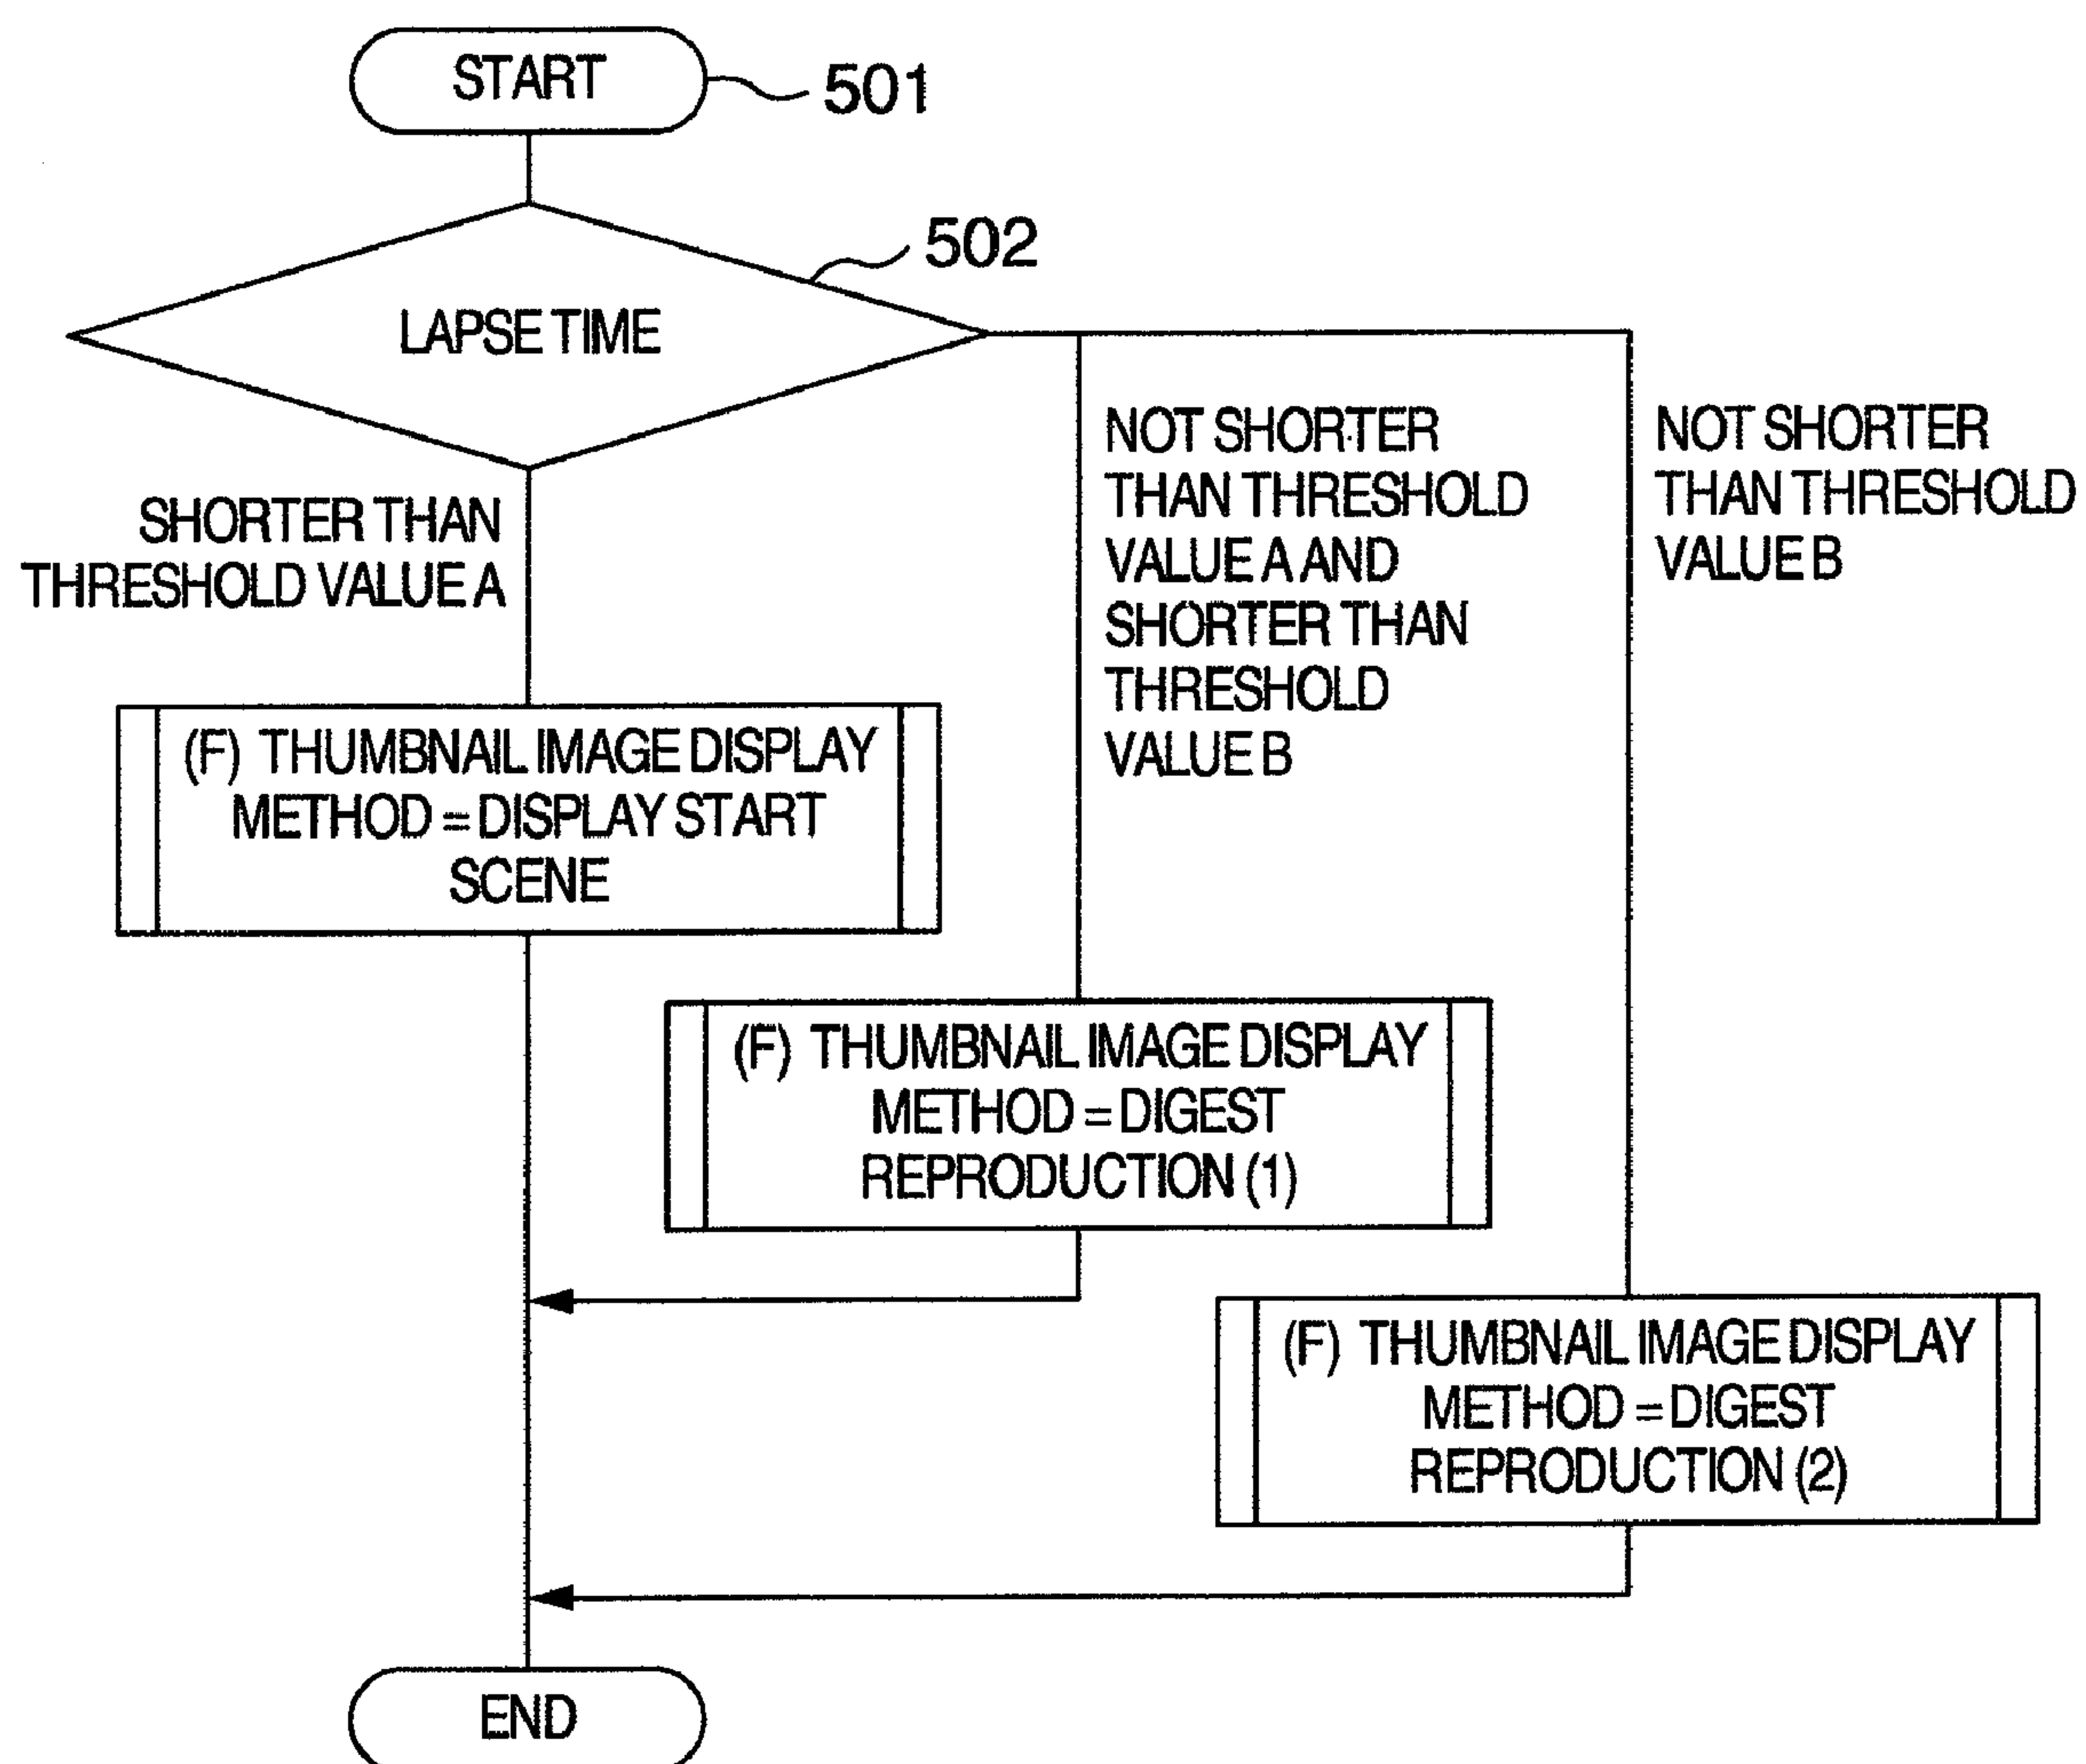 START
501
502
LAPSE TIME
SHORTER THAN
THRESHOLD VALUE A
NOT SHORTER
THAN THRESHOLD
VALUE A AND
SHORTER THAN
THRESHOLD
VALUE B
NOT SHORTER
THAN THRESHOLD
VALUE B
(F) THUMBNAIL IMAGE DISPLAY
METHOD = DISPLAY START
SCENE
(F) THUMBNAIL IMAGE DISPLAY
METHOD = DIGEST
REPRODUCTION (1)
(F) THUMBNAIL IMAGE DISPLAY
METHOD = DIGEST
REPRODUCTION (2)
END